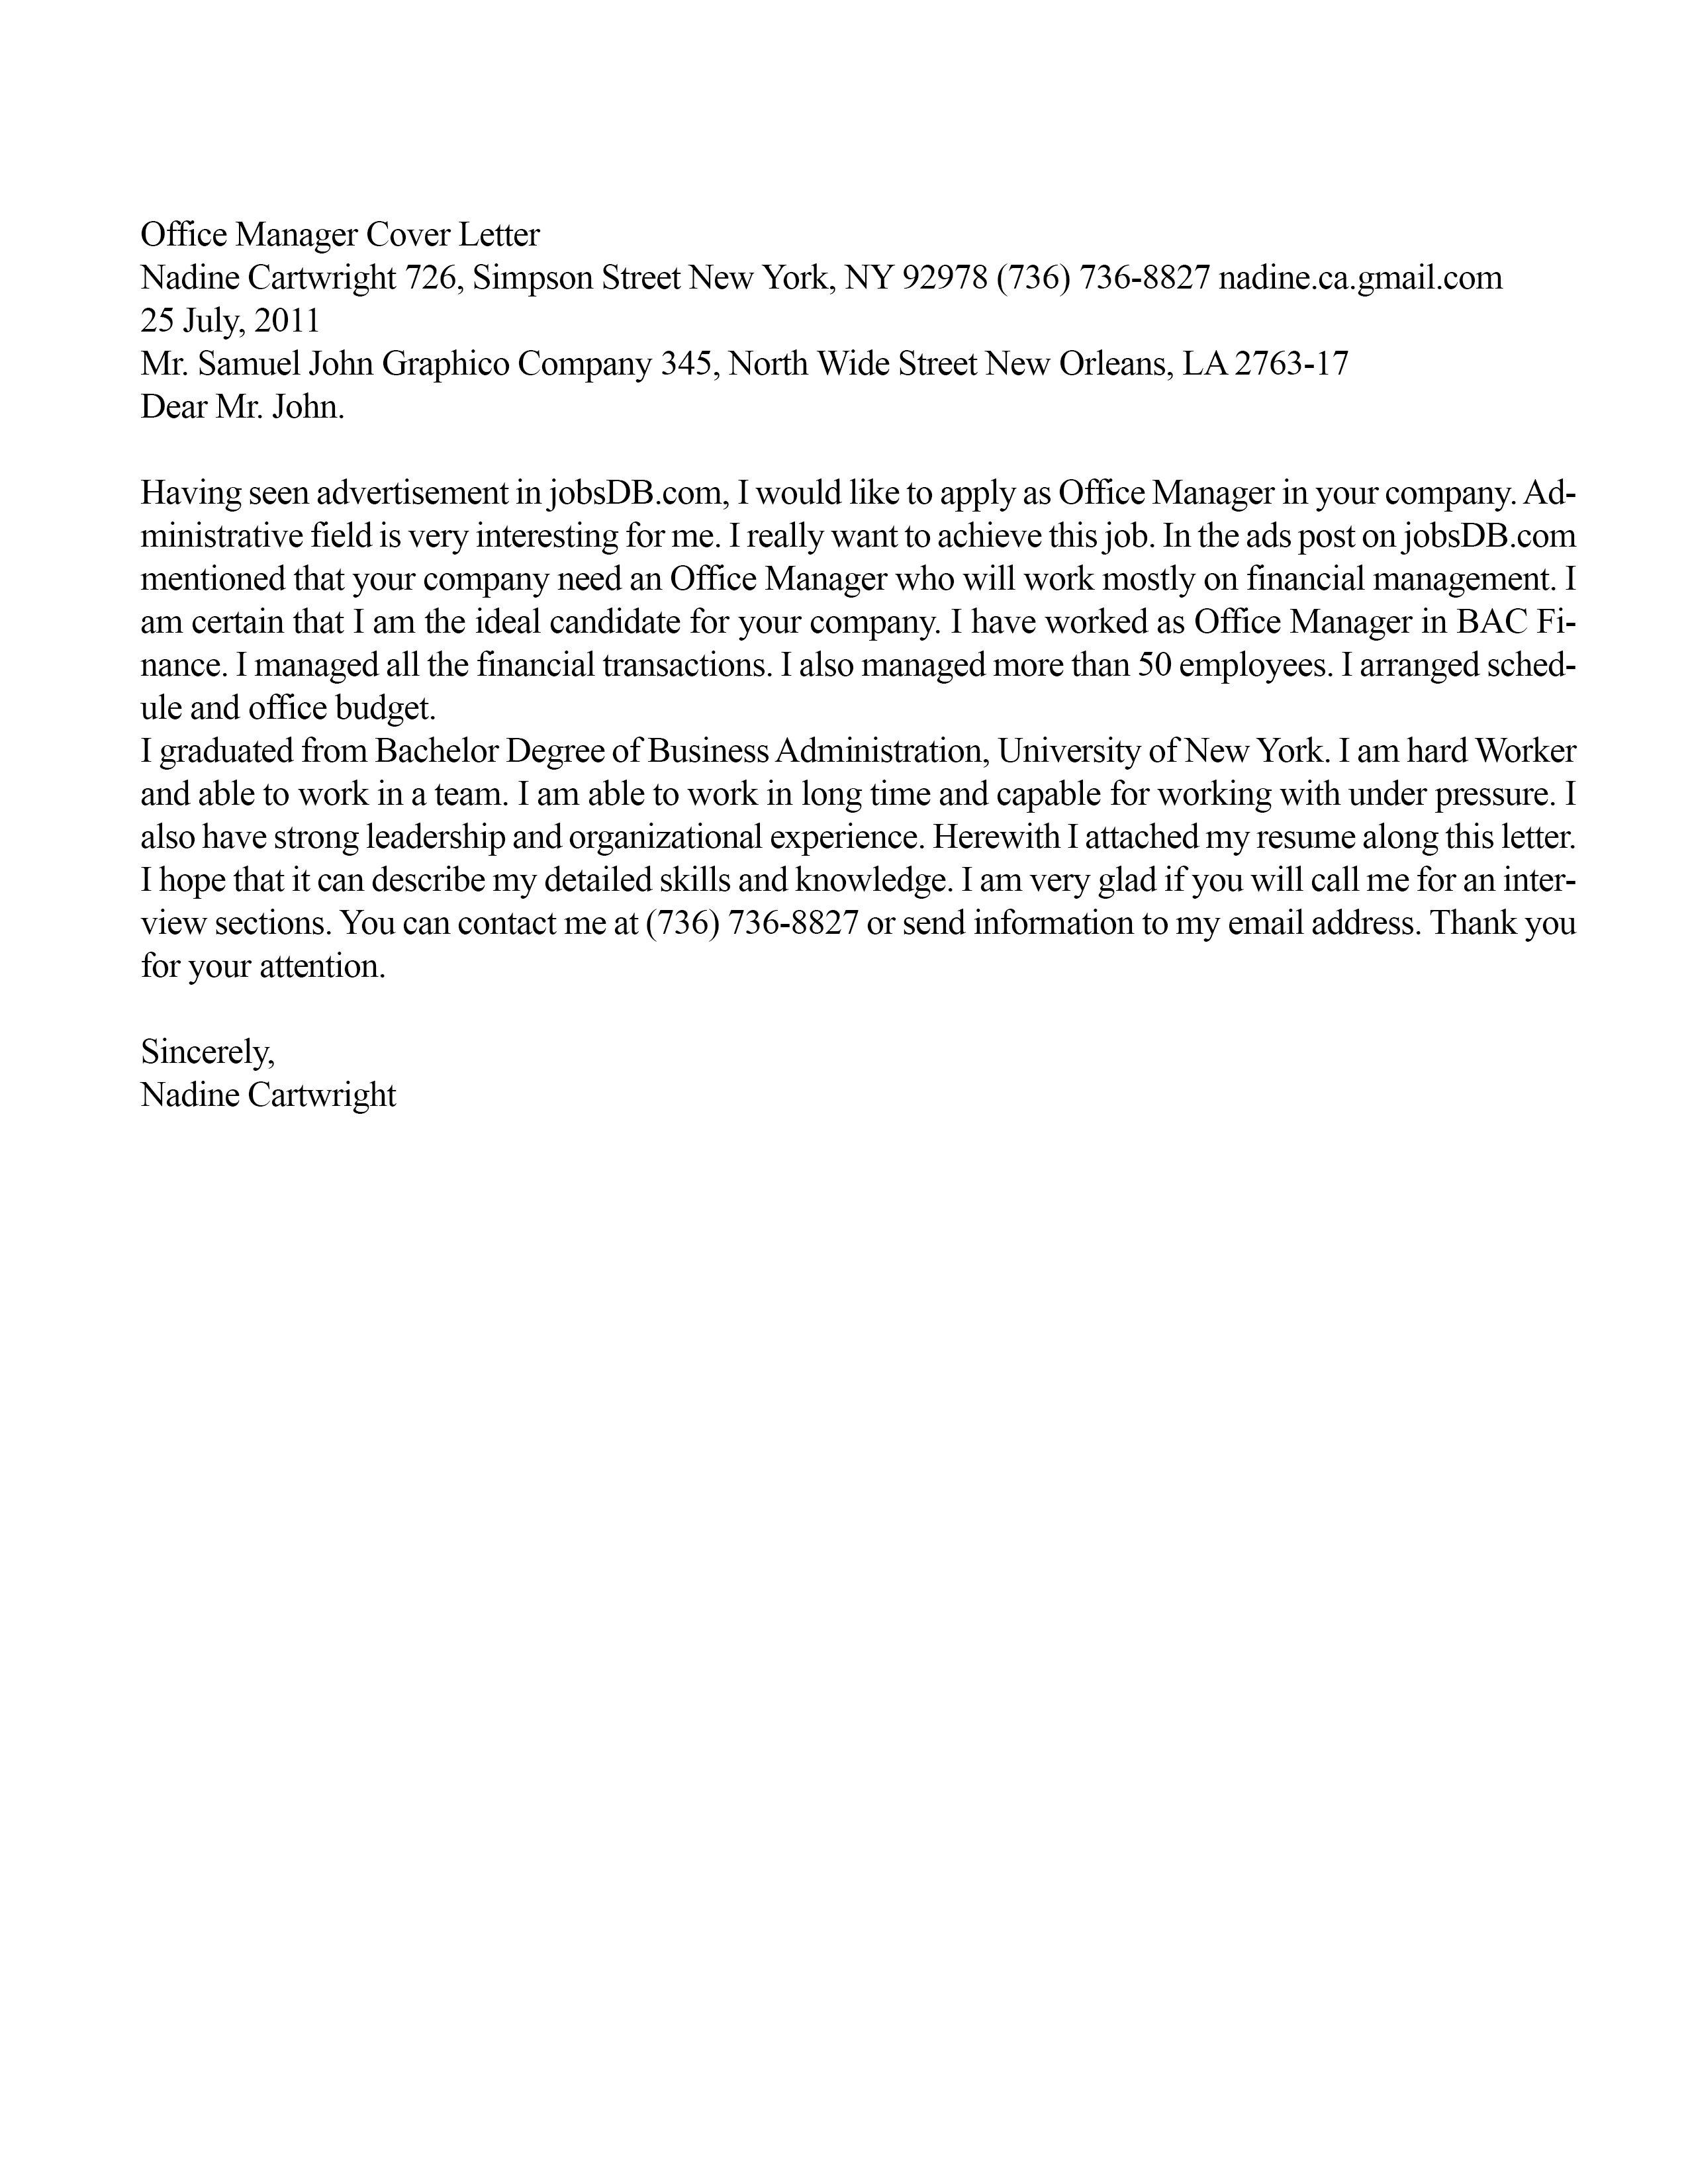 Office Manager Cover Letter
Nadine Cartwright 726, Simpson Street New York, NY 92978 (736) 736-8827 nadine.ca.gmail.com
25 July, 2011
Mr. Samuel John Graphico Company 345, North Wide Street New Orleans, LA 2763-17
Dear Mr. John.
Having seen advertisement in jobsDB.com, I would like to apply as Office Manager in your company. Ad-
ministrative field is very interesting for me. I really want to achieve this job. In the ads post on jobsDB.com
mentioned that your company need an Office Manager who will work mostly on financial management. I
am certain that I am the ideal candidate for your company. I have worked as Office Manager in BAC Fi-
nance. I managed all the financial transactions. I also managed more than 50 employees. I arranged sched-
ule and office budget.
I graduated from Bachelor Degree of Business Administration, University of New York. I am hard Worker
and able to work in a team. I am able to work in long time and capable for working with under pressure. I
also have strong leadership and organizational experience. Herewith I attached my resume along this letter.
I hope that it can describe my detailed skills and knowledge. I am very glad if you will call me for an inter-
view sections. You can contact me at (736) 736-8827 or send information to my email address. Thank you
for your attention.
Sincerely,
Nadine Cartwright